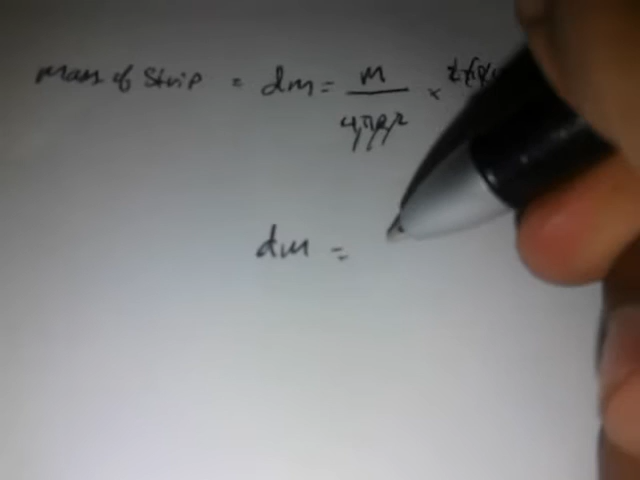 mass of strip = dm = M / 4πR² ×
dm =